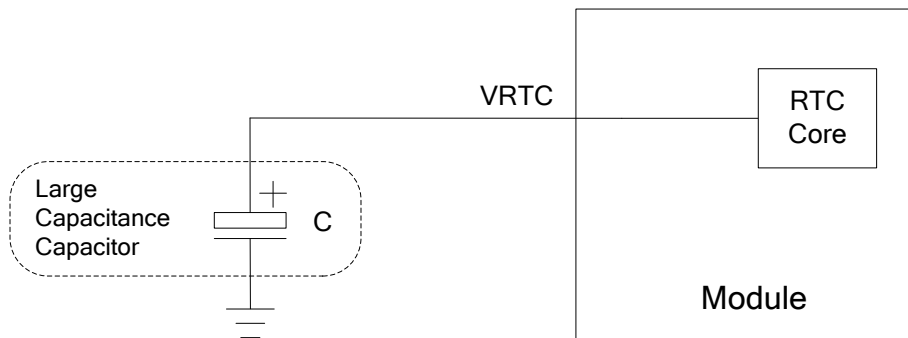 VRTC
RTC
Core
Large
Capacitance
Capacitor
+
C
Module